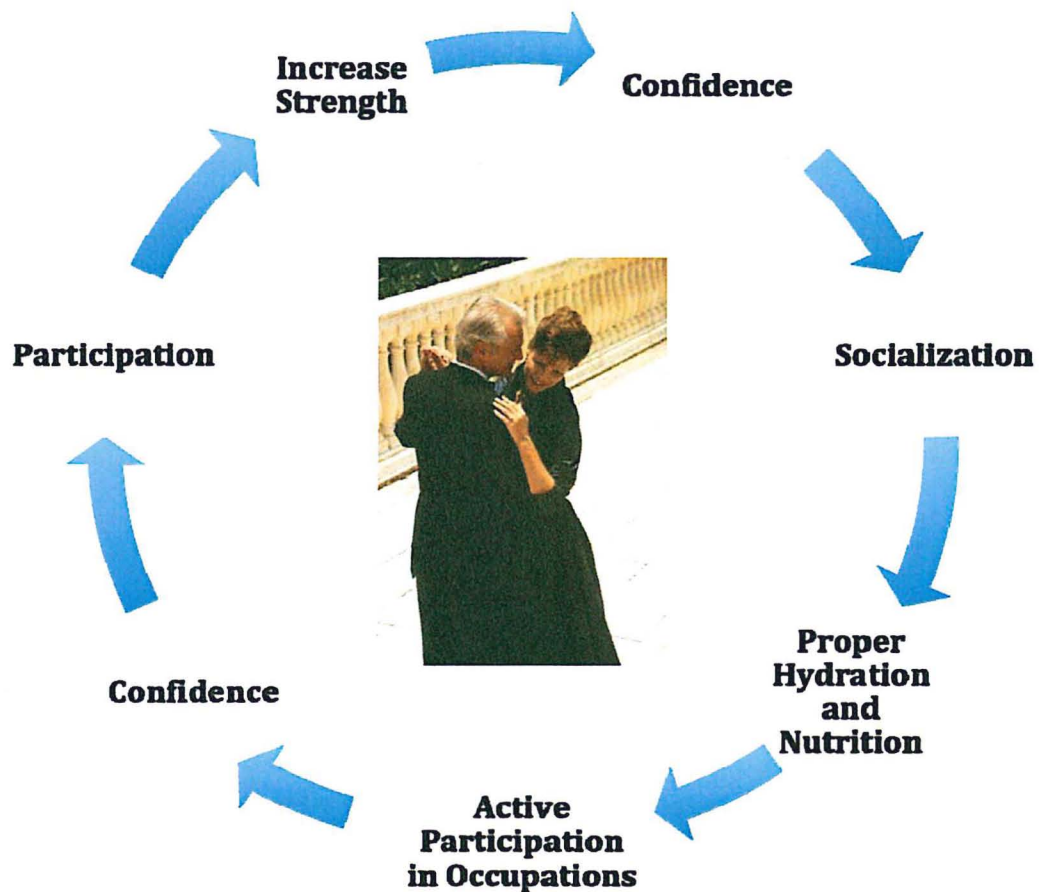 Increase
Strength
Confidence
Socialization
Proper
Hydration
and
Nutrition
Active
Participation
in Occupations
Confidence
Participation